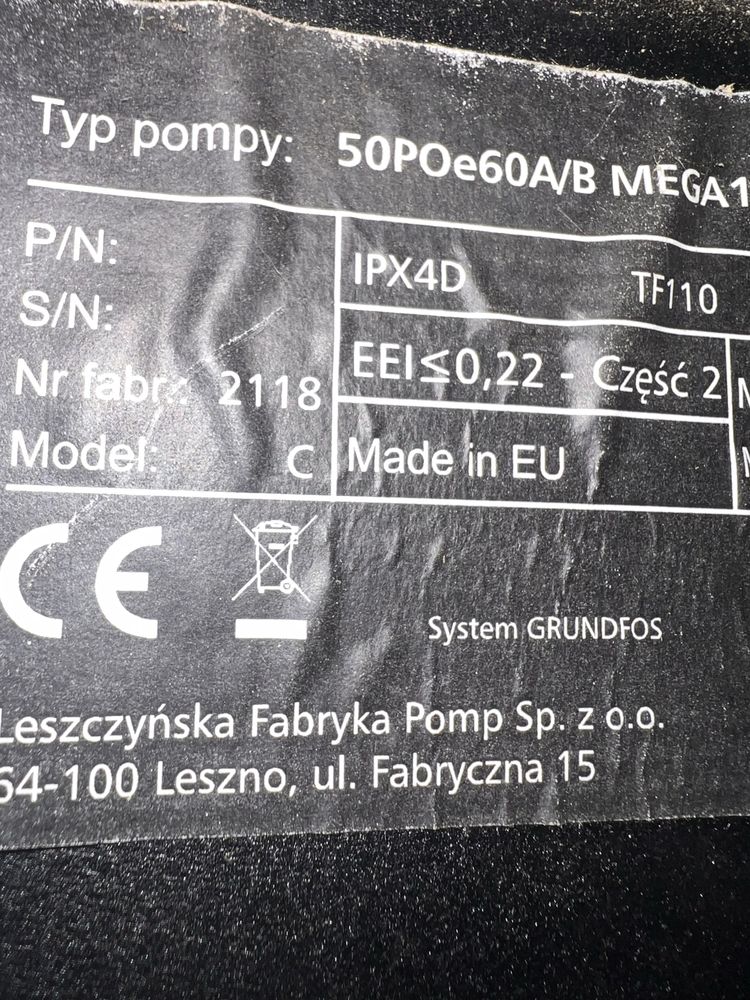 Typ pompy: 50POe60A/B MEGA1
P/N:
S/N:
Nr fabr.: 2118
Model: C
IPX4D TF110
EEI≤0,22 - Część 2
Made in EU
CE
System GRUNDFOS
Leszczyńska Fabryka Pomp Sp. z o.o.
64-100 Leszno, ul. Fabryczna 15